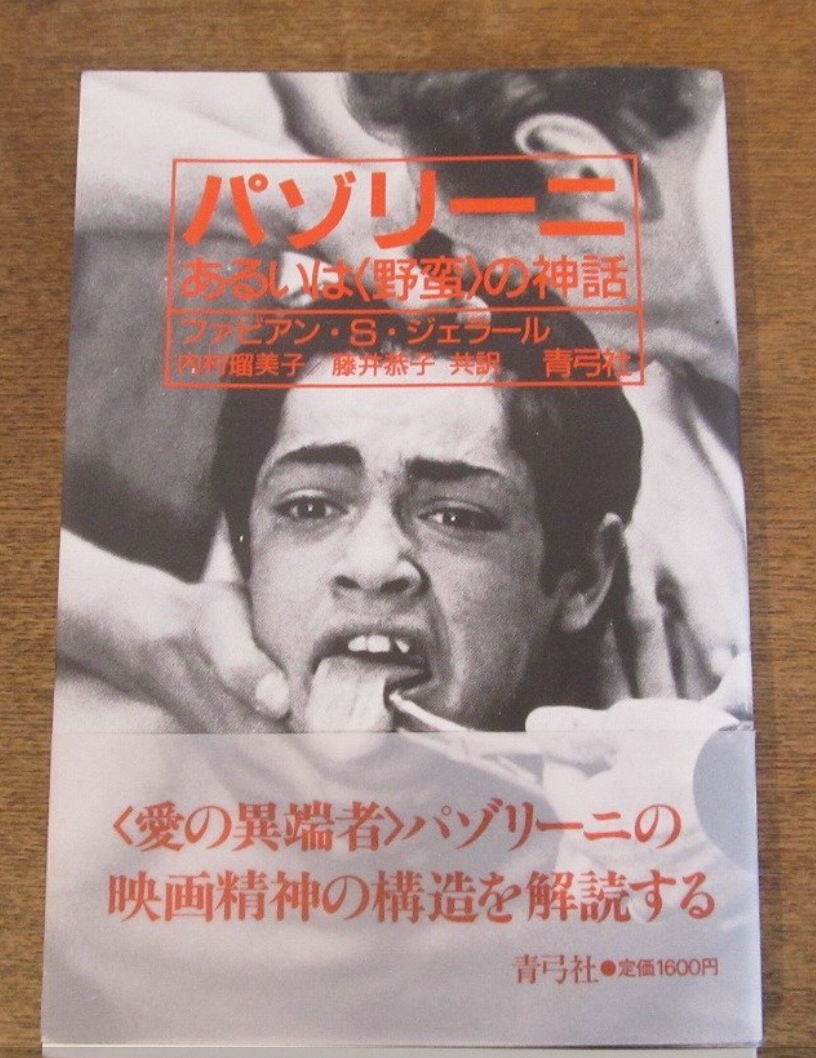 パゾリーニ
あるいは〈野蛮〉の神話
ファビアン・S・ジェラール
内村瑠美子／藤井恭子 共訳 青弓社
〈愛の異端者〉パゾリーニの
映画精神の構造を解読する
青弓社●定価1600円